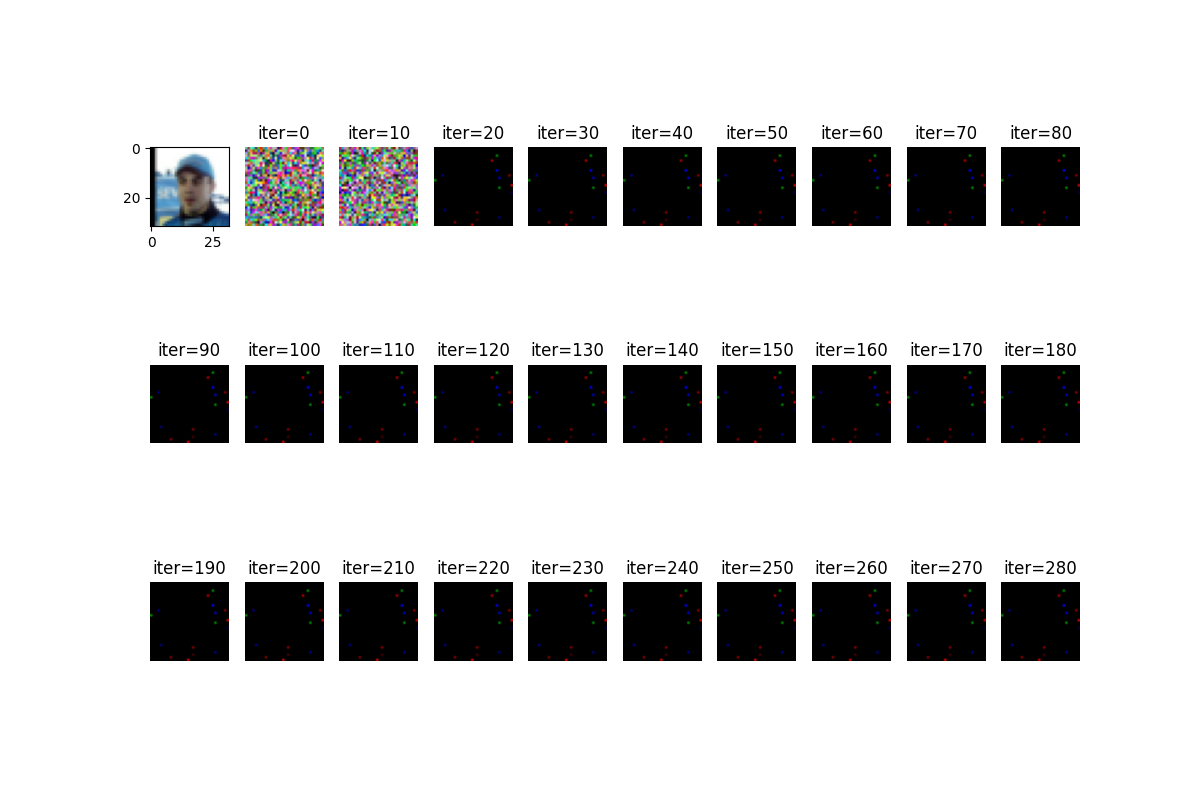 iter=0 iter=10 iter=20 iter=30 iter=40 iter=50 iter=60 iter=70 iter=80
0
20
0 25
iter=90 iter=100 iter=110 iter=120 iter=130 iter=140 iter=150 iter=160 iter=170 iter=180
iter=190 iter=200 iter=210 iter=220 iter=230 iter=240 iter=250 iter=260 iter=270 iter=280